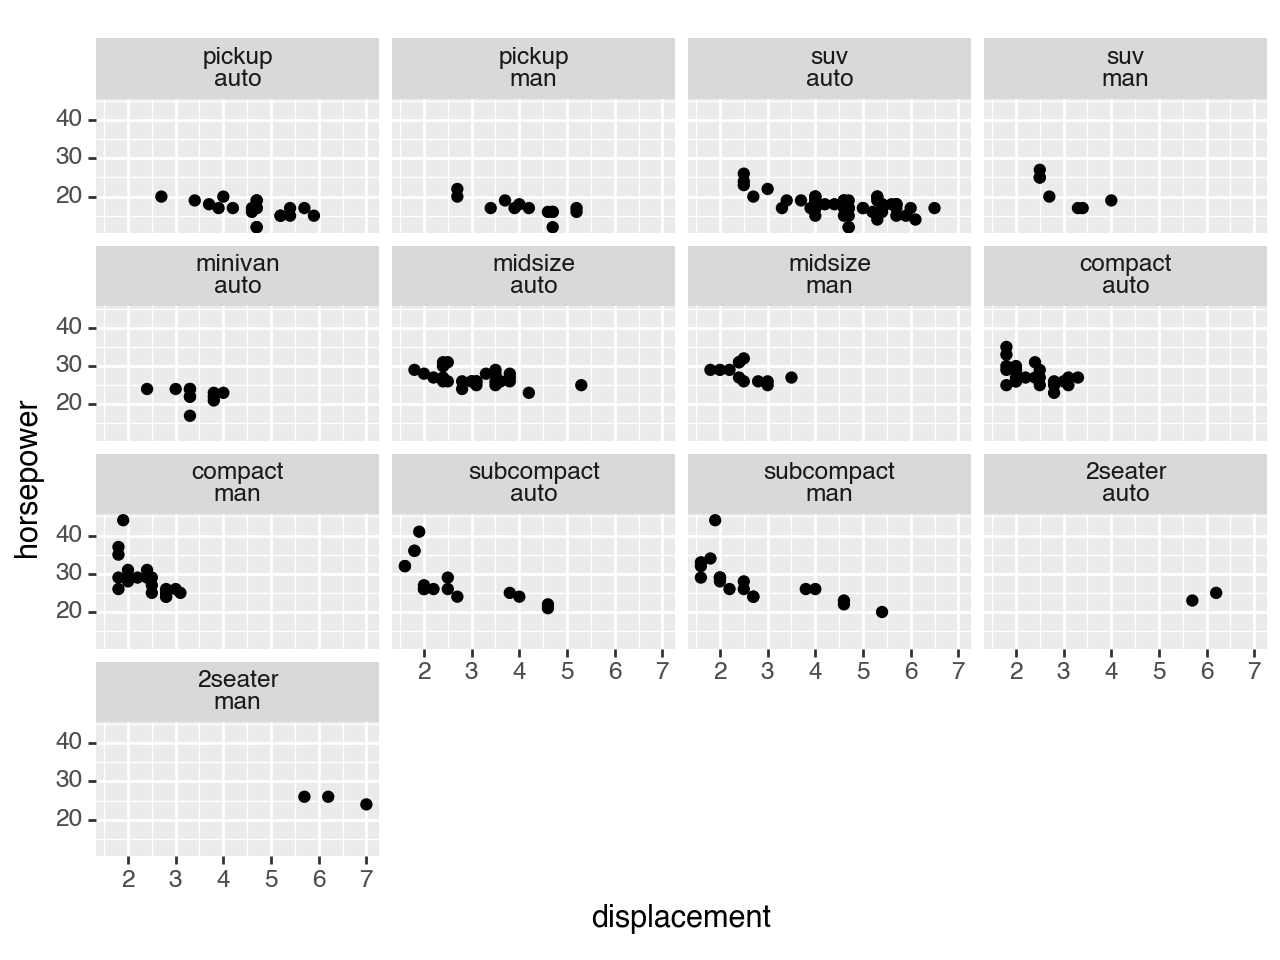 pickup
auto
pickup
man
suv
auto
suv
man
40
30
20
minivan
auto
midsize
auto
midsize
man
compact
auto
40
30
20
compact
man
subcompact
auto
subcompact
man
2seater
auto
40
30
20
2 3 4 5 6 7
2 3 4 5 6 7
2 3 4 5 6 7
2seater
man
40
30
20
2 3 4 5 6 7
horsepower
displacement